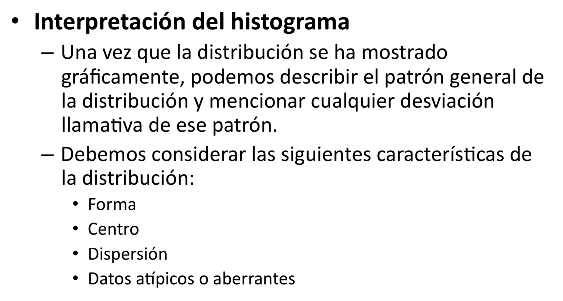 • Interpretación del histograma
– Una vez que la distribución se ha mostrado
gráficamente, podemos describir el patrón general de
la distribución y mencionar cualquier desviación
llamativa de ese patrón.
– Debemos considerar las siguientes características de
la distribución:
• Forma
• Centro
• Dispersión
• Datos atípicos o aberrantes